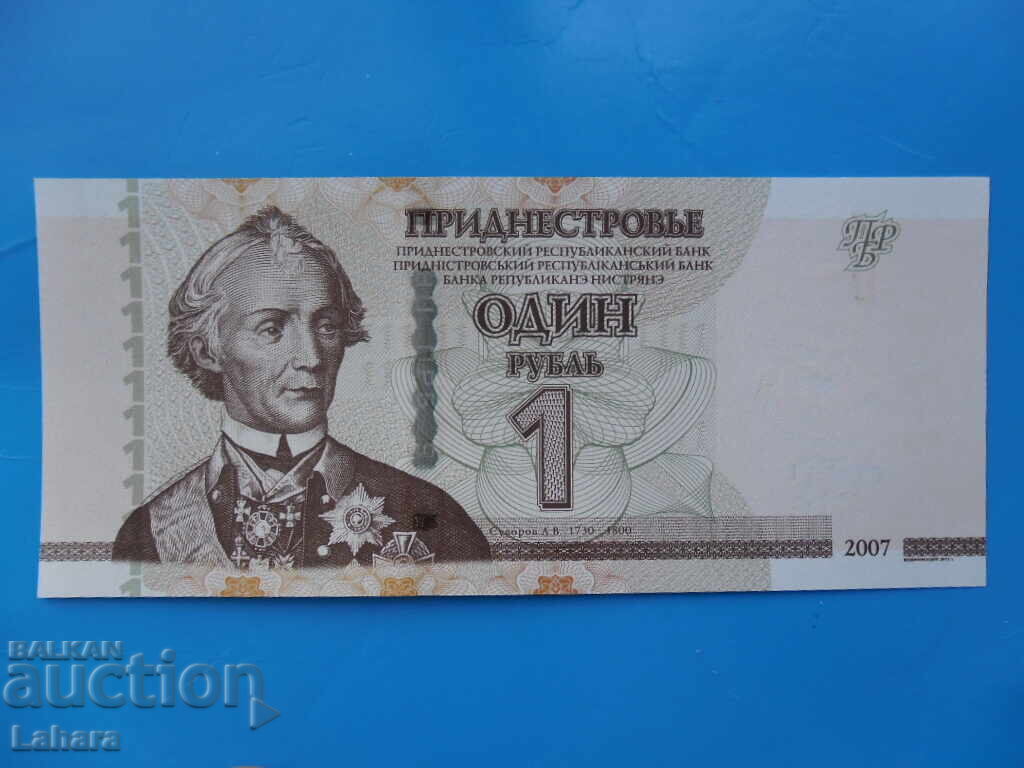 ПРИДНЕСТРОВЬЕ
ПРИДНЕСТРОВСКИЙ РЕСПУБЛИКАНСКИЙ БАНК
ПРИДНІСТРОВСЬКИЙ РЕСПУБЛІКАНСЬКИЙ БАНК
БАНКА РЕПУБЛИКАНЭ НИСТРЯНЭ
ОДИН
РУБЛЬ
1
ПРБ
Суворов А.В. 1730 - 1800
2007
BALKAN
auction
Lahara